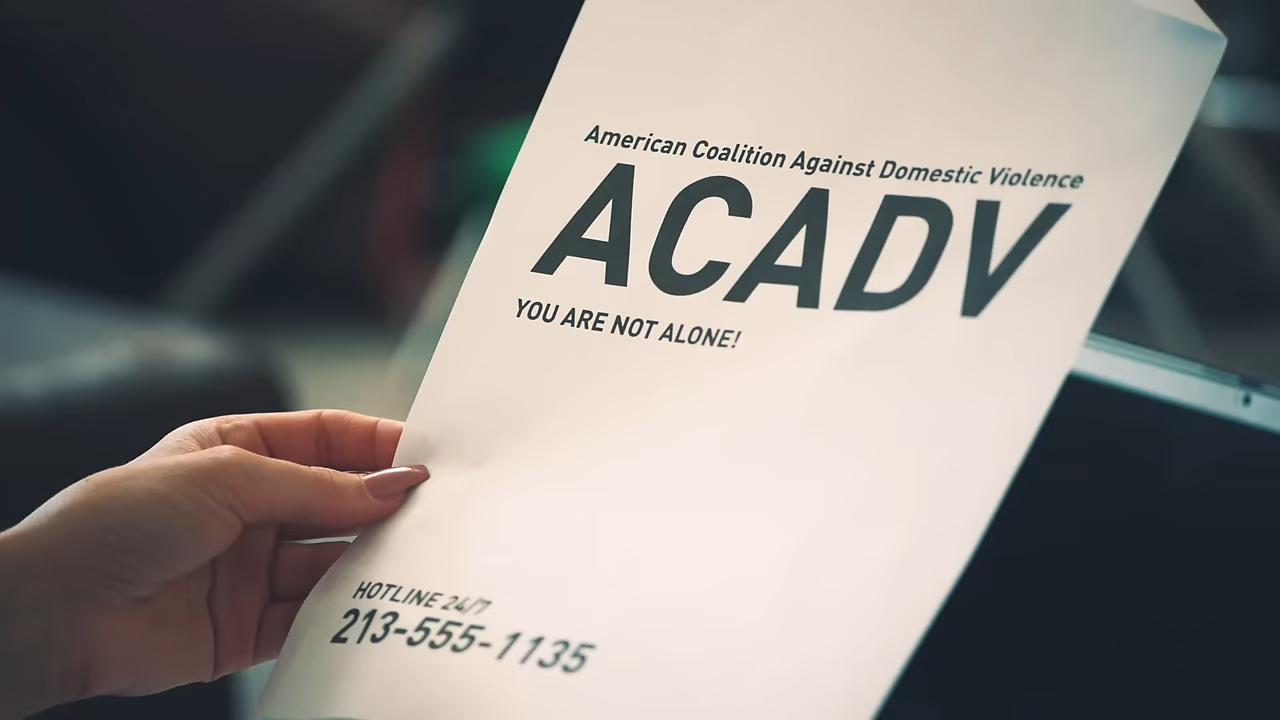 American Coalition Against Domestic Violence
ACADV
YOU ARE NOT ALONE!
HOTLINE 24/7
213-555-1135